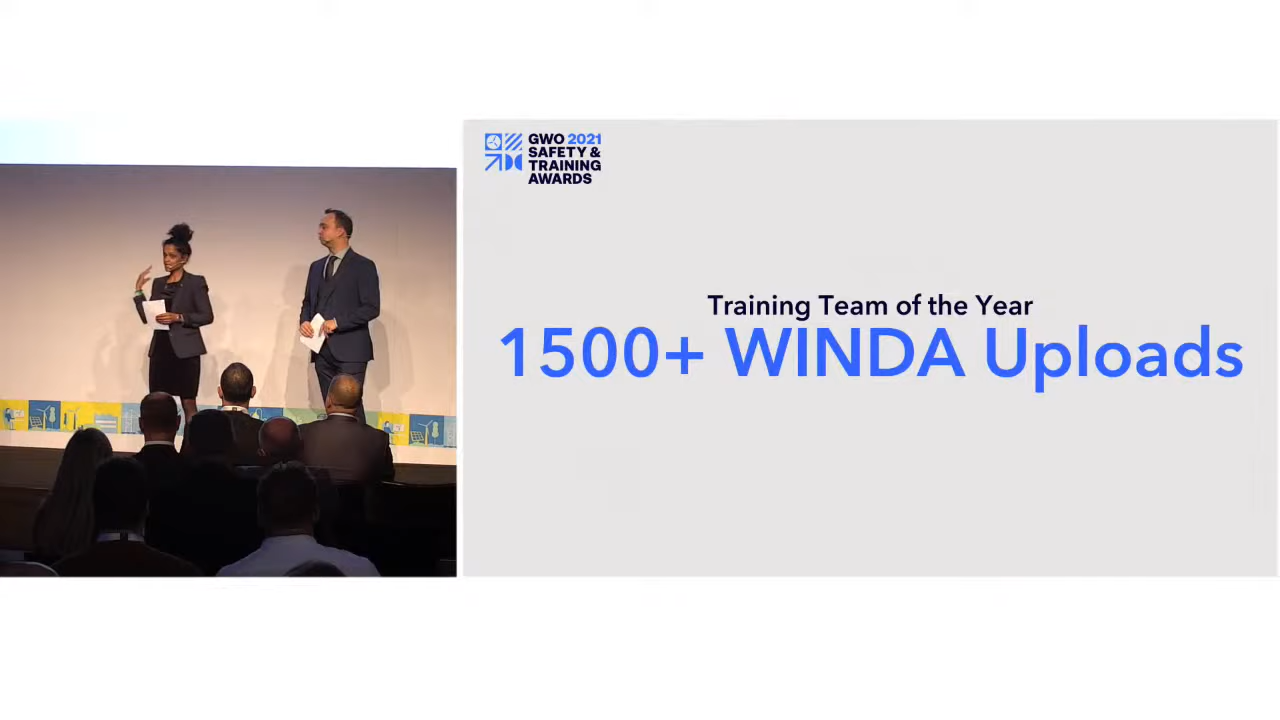 GWO 2021
SAFETY &
TRAINING
AWARDS
Training Team of the Year
1500+ WINDA Uploads